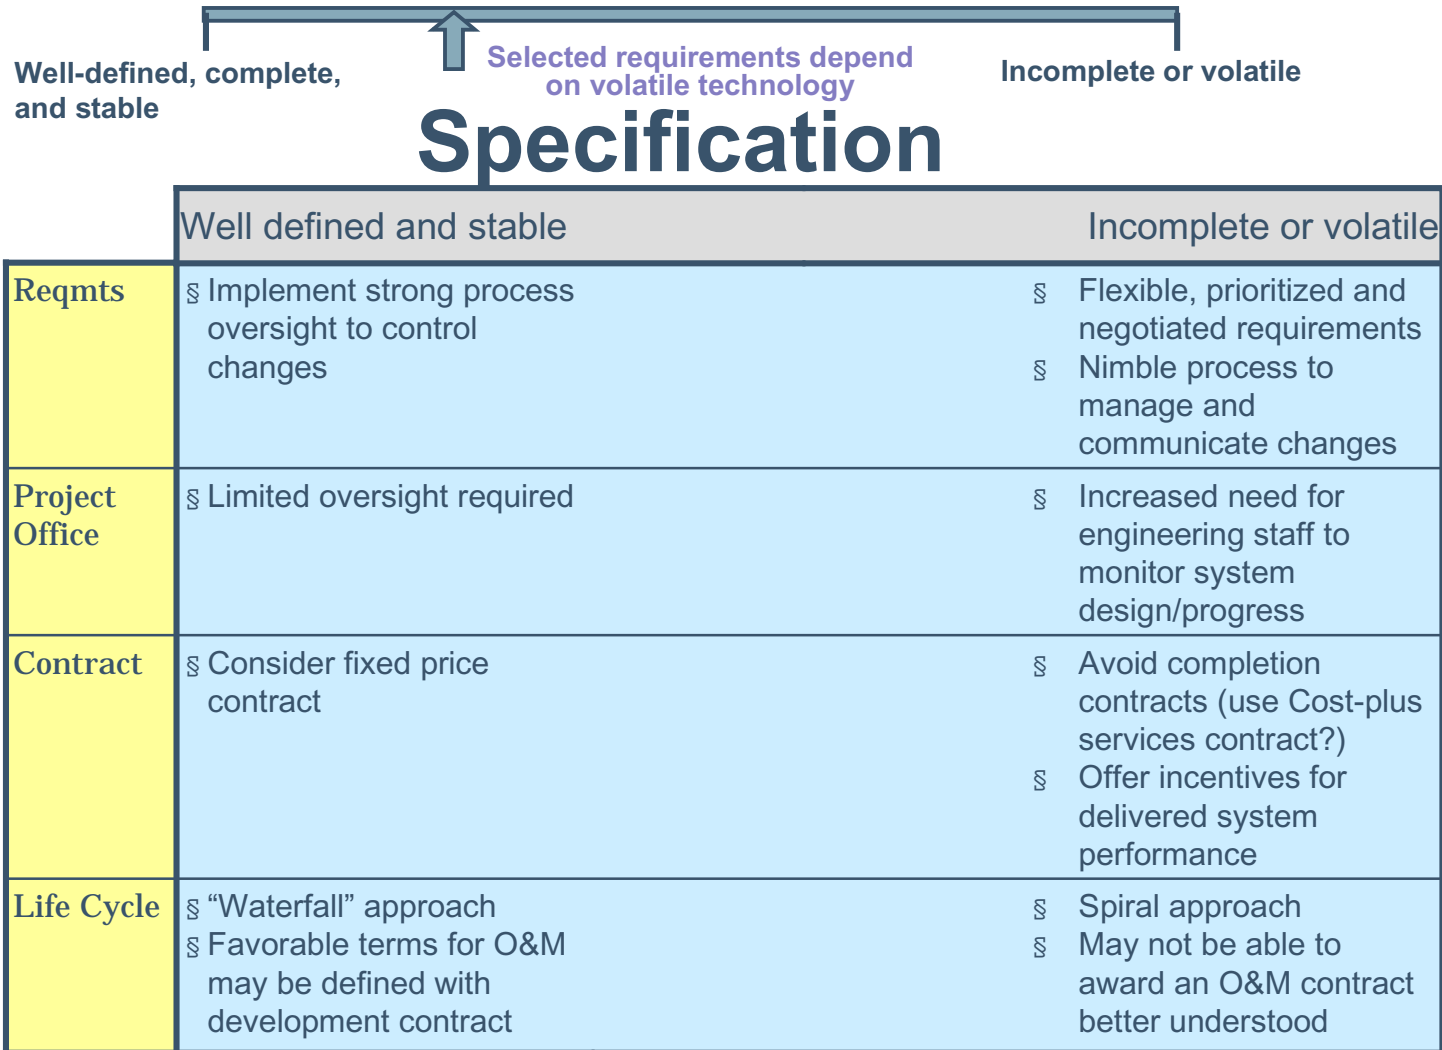 Well-defined, complete,
and stable
Selected requirements depend
on volatile technology
Incomplete or volatile
Specification
Well defined and stable
Incomplete or volatile
Reqmts
§ Implement strong process
oversight to control
changes
§ Flexible, prioritized and
negotiated requirements
§ Nimble process to
manage and
communicate changes
Project
Office
§ Limited oversight required
§ Increased need for
engineering staff to
monitor system
design/progress
Contract
§ Consider fixed price
contract
§ Avoid completion
contracts (use Cost-plus
services contract?)
§ Offer incentives for
delivered system
performance
Life Cycle
§ “Waterfall” approach
§ Favorable terms for O&M
may be defined with
development contract
§ Spiral approach
§ May not be able to
award an O&M contract
better understood